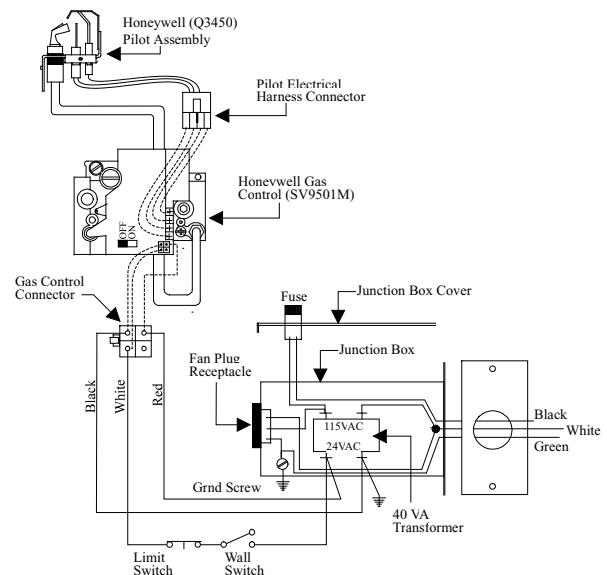 Honeywell (Q3450)
Pilot Assembly
Pilot Electrical
Harness Connector
Honeywell Gas
Control (SV9501M)
OFF
ON
Gas Control
Connector
Fuse
Junction Box Cover
Fan Plug
Receptacle
Junction Box
Black
White
Red
115VAC
24VAC
Black
White
Green
Grnd Screw
40 VA
Transformer
Limit
Switch
Wall
Switch